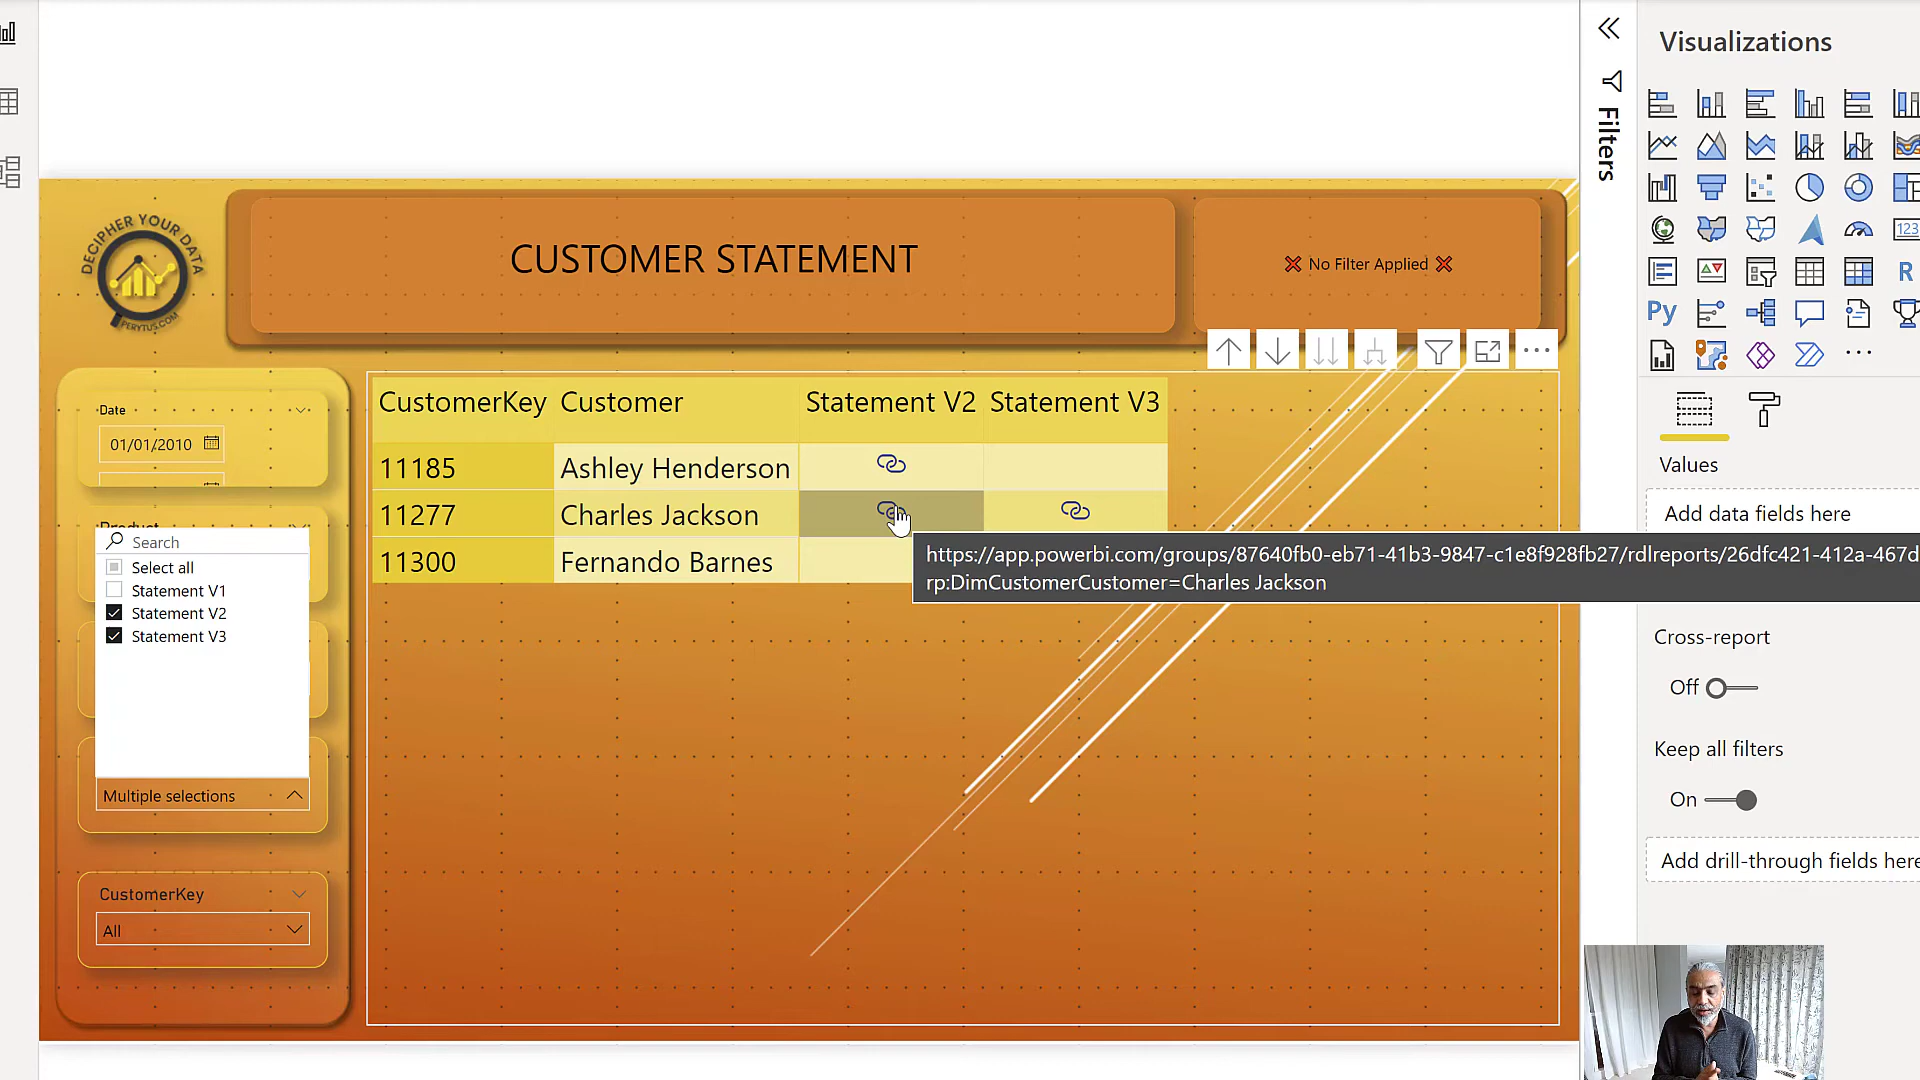 Visualizations
Filters
DECIPHER YOUR DATA
PERYTUS.COM
CUSTOMER STATEMENT
No Filter Applied
CustomerKey Customer Statement V2 Statement V3
11185 Ashley Henderson
11277 Charles Jackson
11300 Fernando Barnes
https://app.powerbi.com/groups/87640fb0-eb71-41b3-9847-c1e8f928fb27/rdlreports/26dfc421-412a-467d
rp:DimCustomerCustomer=Charles Jackson
Date
01/01/2010
Product
Search
Select all
Statement V1
Statement V2
Statement V3
Multiple selections
CustomerKey
All
123
R
Py
Values
Add data fields here
Cross-report
Off
Keep all filters
On
Add drill-through fields here